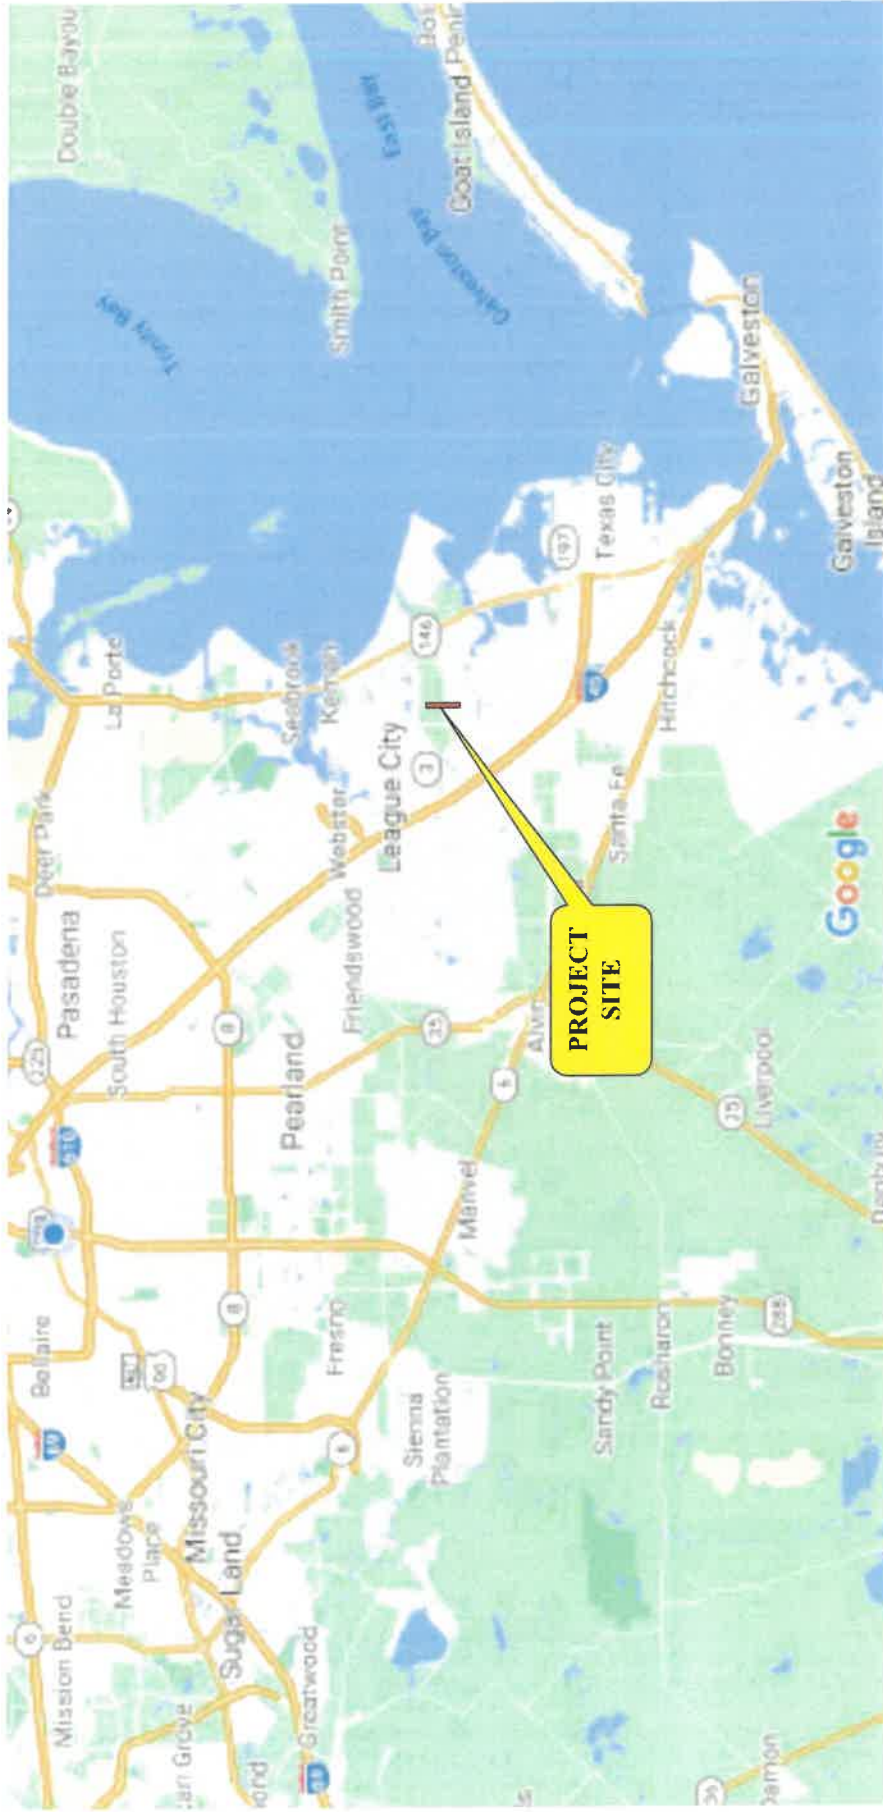 Double Bayou
Mission Bend
Bellaire
Deer Park
Pasadena
La Porte
South Houston
Trinity Bay
Meadows
Place
Missouri City
Sugar Land
Pearland
Seabrook
Kemah
Greatwood
Fresno
Webster
Smith Point
Friendswood
League City
East Bay
Galveston Bay
Sienna
Plantation
Goat Island
Manvel
PROJECT
SITE
Texas City
Santa Fe
Hitchcock
Sandy Point
Rosharon
Bonney
Liverpool
Galveston
Galveston
Island
Google
6
69
90
610
225
8
8
6
6
35
35
288
3
146
197
45